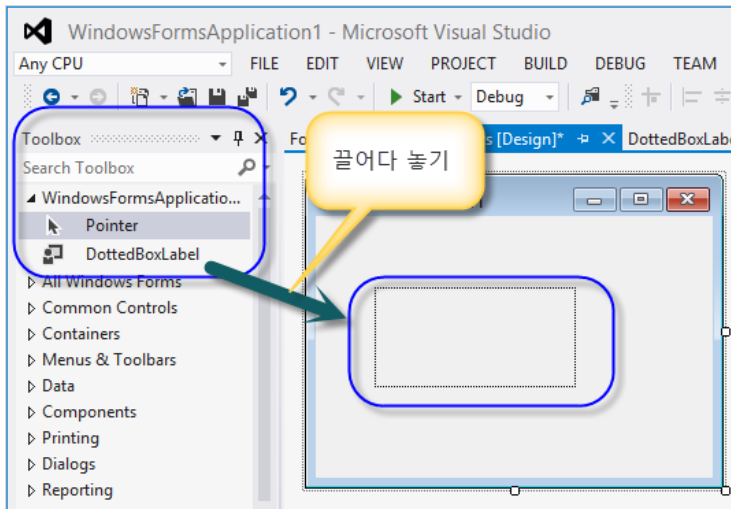 WindowsFormsApplication1 - Microsoft Visual Studio
Any CPU FILE EDIT VIEW PROJECT BUILD DEBUG TEAM
Start Debug
Toolbox
s [Design]*
끌어다 놓기
Search Toolbox
WindowsFormsApplicatio...
Pointer
DottedBoxLabel
All Windows Forms
Common Controls
Containers
Menus & Toolbars
Data
Components
Printing
Dialogs
Reporting